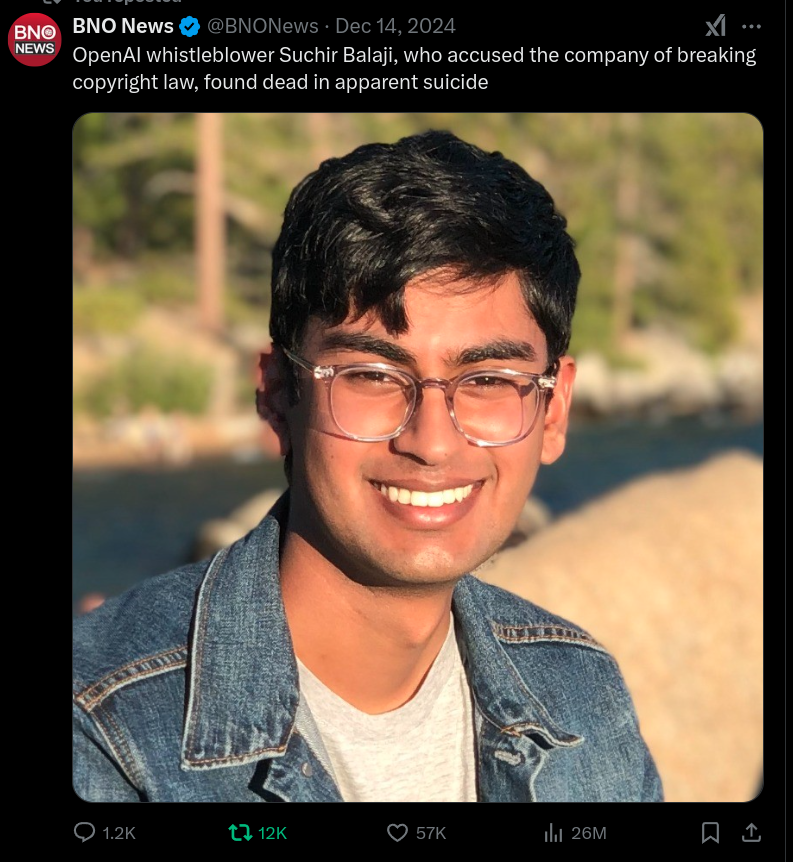 BNO NEWS
BNO News @BNONews · Dec 14, 2024
OpenAI whistleblower Suchir Balaji, who accused the company of breaking
copyright law, found dead in apparent suicide
1.2K 12K 57K 26M